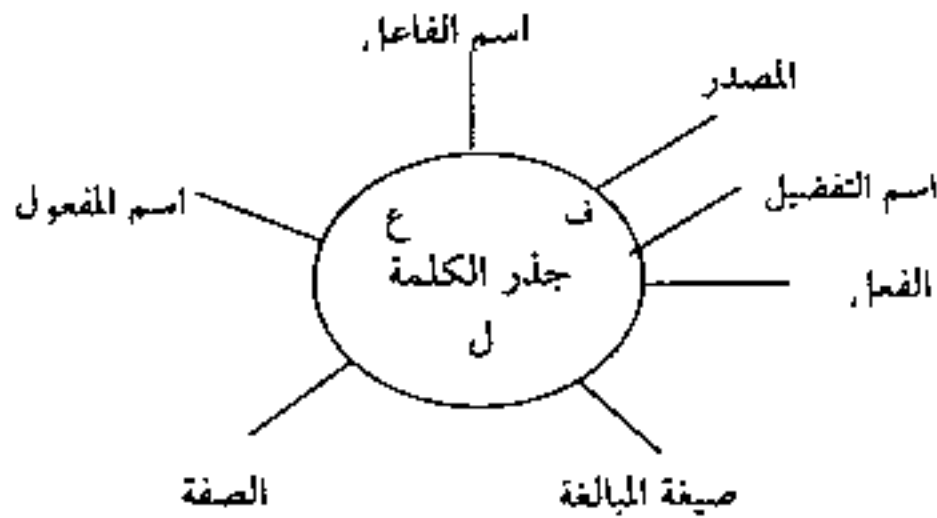 اسم الفاعل
المصدر
اسم التفضيل
اسم المفعول
ف ع
جذر الكلمة
ل
الفعل
صيغة المبالغة
الصفة